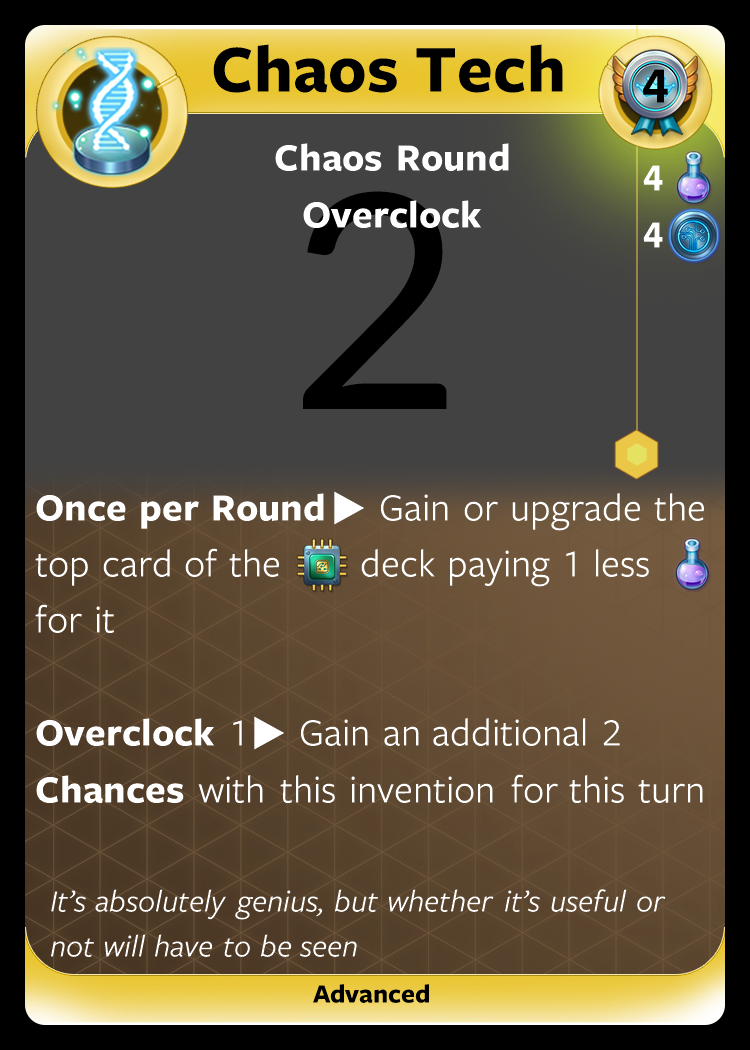 Chaos Tech
4
Chaos Round
4
Overclock
4
2
Once per Round▶ Gain or upgrade the
top card of the deck paying 1 less
for it
Overclock 1▶ Gain an additional 2
Chances with this invention for this turn
It's absolutely genius, but whether it's useful or
not will have to be seen
Advanced